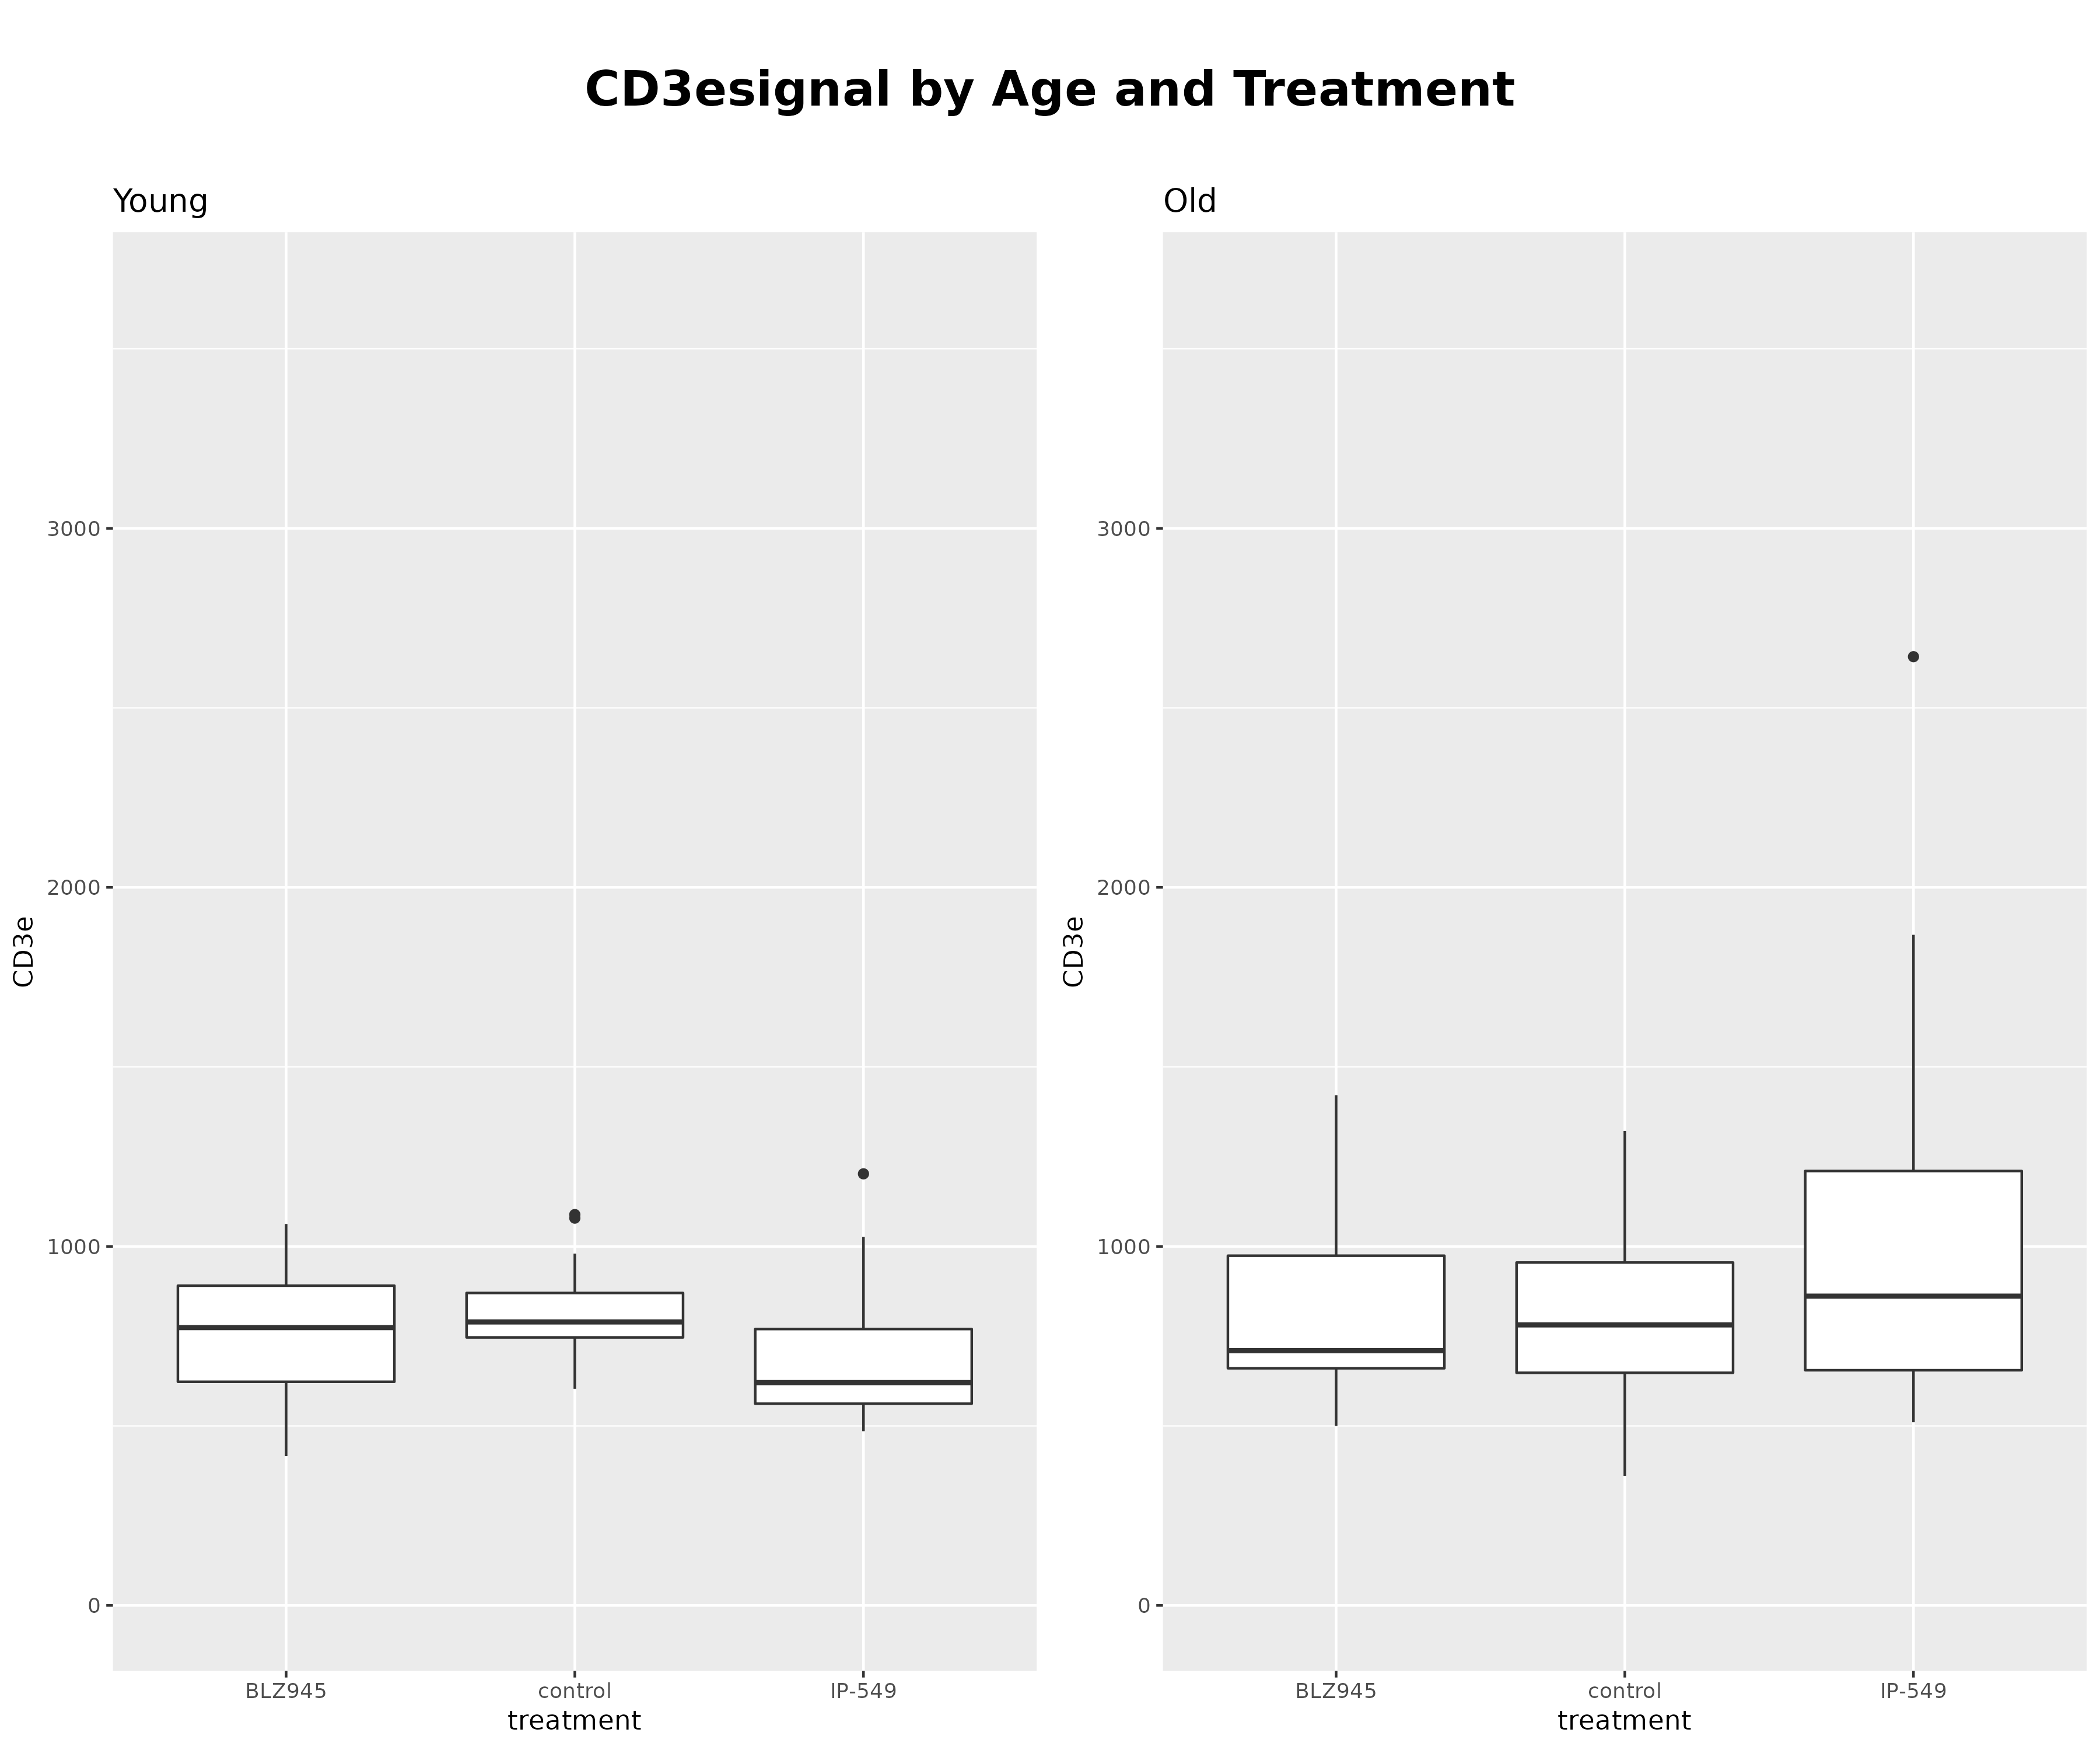 CD3esignal by Age and Treatment
Young
3000
2000
1000
0
CD3e
BLZ945
control
IP-549
treatment
Old
3000
2000
1000
0
CD3e
BLZ945
control
IP-549
treatment